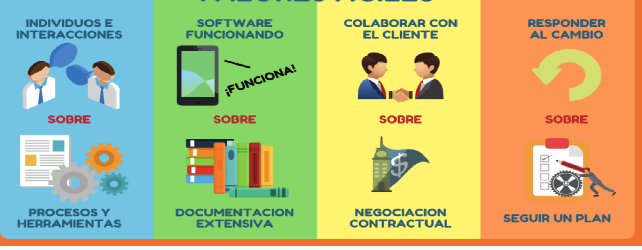 INDIVIDUOS E
INTERACCIONES
SOBRE
PROCESOS Y
HERRAMIENTAS
SOFTWARE
FUNCIONANDO
¡FUNCIONA!
SOBRE
DOCUMENTACION
EXTENSIVA
COLABORAR CON
EL CLIENTE
SOBRE
$
NEGOCIACION
CONTRACTUAL
RESPONDER
AL CAMBIO
SOBRE
SEGUIR UN PLAN